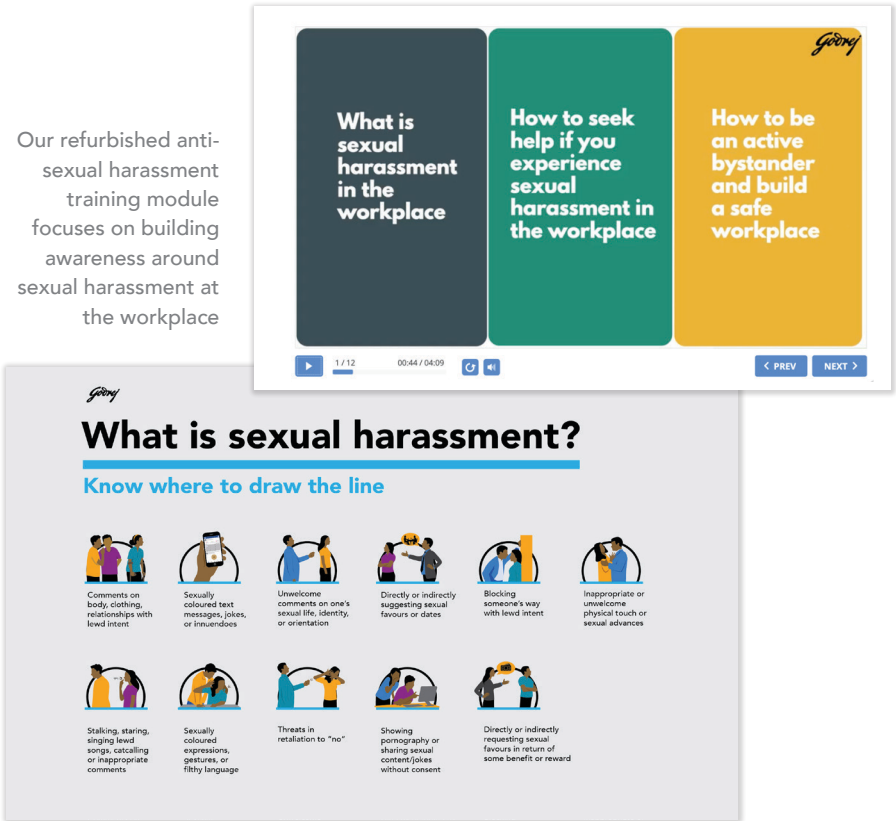 Our refurbished anti-
sexual harassment
training module
focuses on building
awareness around
sexual harassment at
the workplace
Godrej
What is
sexual
harassment
in the
workplace
How to seek
help if you
experience
sexual
harassment in
the workplace
How to be
an active
bystander
and build
a safe
workplace
1 / 12
00:44 / 04:09
PREV
NEXT
Godrej
What is sexual harassment?
Know where to draw the line
Comments on
body, clothing,
relationships with
lewd intent
Sexually
coloured text
messages, jokes,
or innuendoes
Unwelcome
comments on one's
sexual life, identity,
or orientation
Directly or indirectly
suggesting sexual
favours or dates
Blocking
someone's way
with lewd intent
Inappropriate or
unwelcome
physical touch or
sexual advances
Stalking, staring,
singing lewd
songs, catcalling
or inappropriate
comments
Sexually
coloured
expressions,
gestures, or
filthy language
Threats in
retaliation to "no"
Showing
pornography or
sharing sexual
content/jokes
without consent
Directly or indirectly
requesting sexual
favours in return of
some benefit or reward